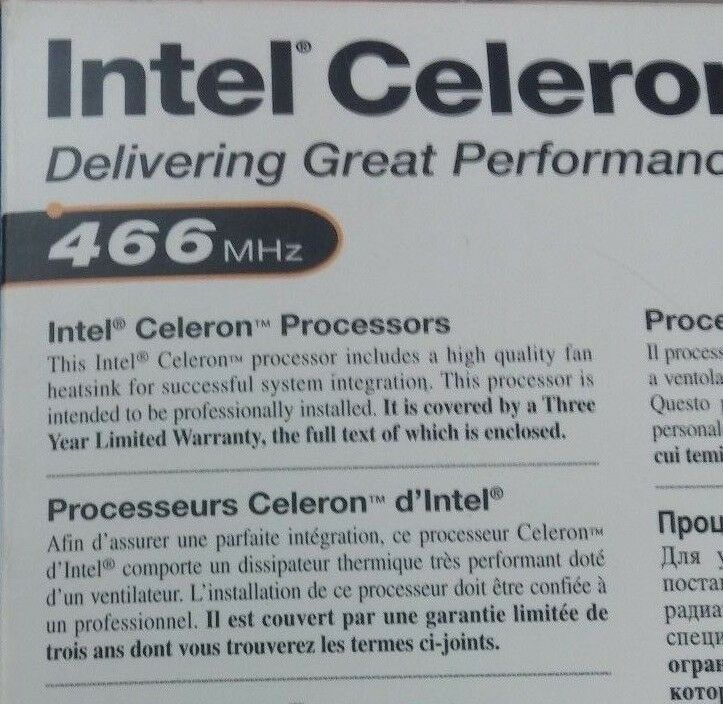 Intel® Celeron
Delivering Great Performanc
466 MHz
Intel® Celeron™ Processors
This Intel® Celeron™ processor includes a high quality fan
heatsink for successful system integration. This processor is
intended to be professionally installed. It is covered by a Three
Year Limited Warranty, the full text of which is enclosed.
Processeurs Celeron™ d'Intel®
Afin d'assurer une parfaite intégration, ce processeur Celeron™
d'Intel® comporte un dissipateur thermique très performant doté
d'un ventilateur. L'installation de ce processeur doit être confiée à
un professionnel. Il est couvert par une garantie limitée de
trois ans dont vous trouverez les termes ci-joints.
Proce
Il process
a ventola
Questo
personal
cui temi
Проц
Для у
поста
радиа
специ
огран
котор